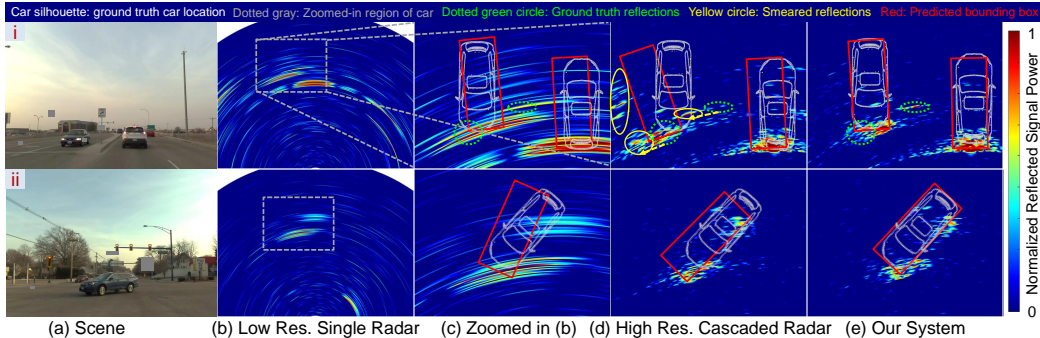 Car silhouette: ground truth car location Dotted gray: Zoomed-in region of car Dotted green circle: Ground truth reflections Yellow circle: Smeared reflections Red: Predicted bounding box
i
ii
1
Normalized Reflected Signal Power
0
(a) Scene (b) Low Res. Single Radar (c) Zoomed in (b) (d) High Res. Cascaded Radar (e) Our System